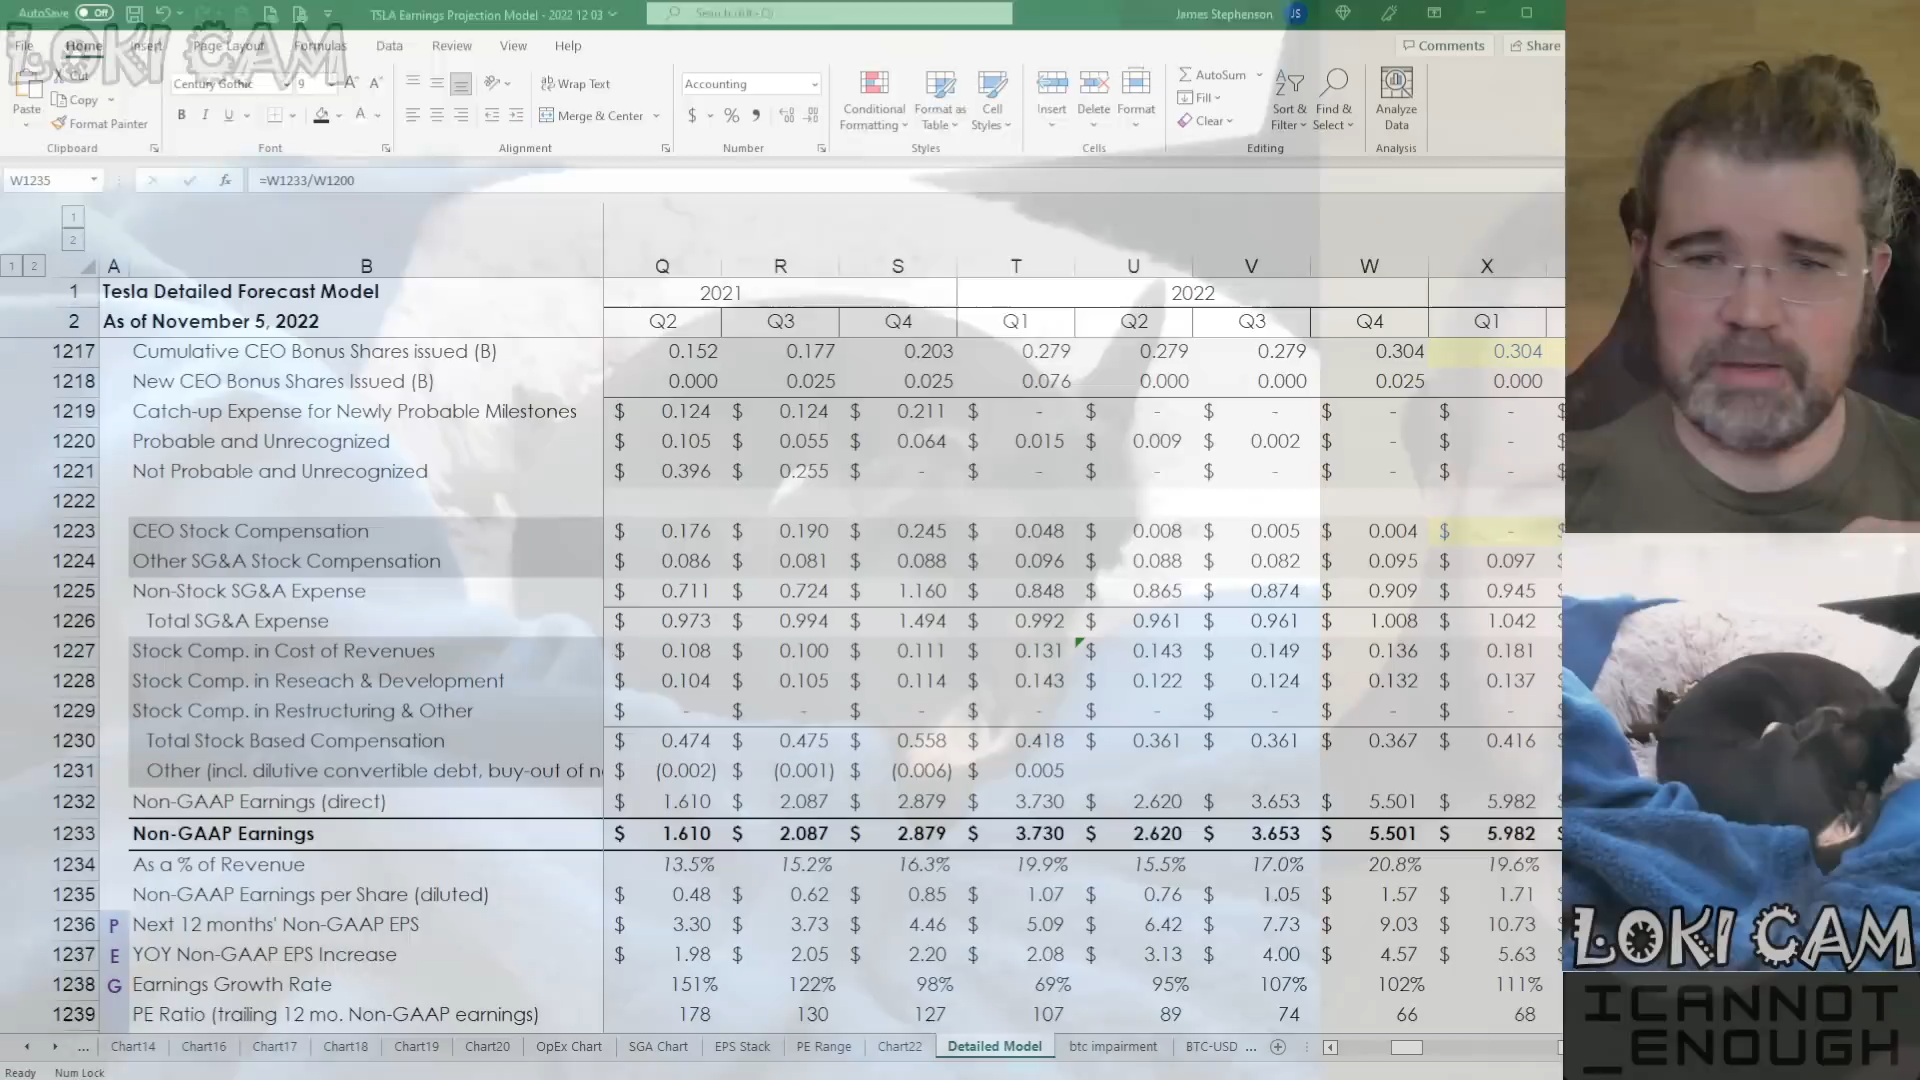 AutoSave Off TSLA Earnings Projection Model - 2022 12 03 James Stephenson JS
LOKI CAM
File Home Insert Page Layout Formulas Data Review View Help Comments Share
Paste Cut Copy Format Painter
Century Gothic 9
B I U
Wrap Text
Merge & Center
Accounting
$ % 9
Conditional Formatting Format as Table Cell Styles Insert Delete Format
AutoSum Fill Clear Sort & Filter Find & Select Analyze Data
Clipboard Font Alignment Number Styles Cells Editing Analysis
W1235 fx =W1233/W1200
1
2
1 2 A B Q R S T U V W X
1 Tesla Detailed Forecast Model 2021 2022
2 As of November 5, 2022 Q2 Q3 Q4 Q1 Q2 Q3 Q4 Q1
1217 Cumulative CEO Bonus Shares issued (B) 0.152 0.177 0.203 0.279 0.279 0.279 0.304 0.304
1218 New CEO Bonus Shares Issued (B) 0.000 0.025 0.025 0.076 0.000 0.000 0.025 0.000
1219 Catch-up Expense for Newly Probable Milestones $ 0.124 $ 0.124 $ 0.211 $ - $ - $ - $ - $ - $
1220 Probable and Unrecognized $ 0.105 $ 0.055 $ 0.064 $ 0.015 $ 0.009 $ 0.002 $ - $ - $
1221 Not Probable and Unrecognized $ 0.396 $ 0.255 $ - $ - $ - $ - $ - $ - $
1222
1223 CEO Stock Compensation $ 0.176 $ 0.190 $ 0.245 $ 0.048 $ 0.008 $ 0.005 $ 0.004 $ - $
1224 Other SG&A Stock Compensation $ 0.086 $ 0.081 $ 0.088 $ 0.096 $ 0.088 $ 0.082 $ 0.095 $ 0.097 $
1225 Non-Stock SG&A Expense $ 0.711 $ 0.724 $ 1.160 $ 0.848 $ 0.865 $ 0.874 $ 0.909 $ 0.945 $
1226 Total SG&A Expense $ 0.973 $ 0.994 $ 1.494 $ 0.992 $ 0.961 $ 0.961 $ 1.008 $ 1.042 $
1227 Stock Comp. in Cost of Revenues $ 0.108 $ 0.100 $ 0.111 $ 0.131 $ 0.143 $ 0.149 $ 0.136 $ 0.181 $
1228 Stock Comp. in Reseach & Development $ 0.104 $ 0.105 $ 0.114 $ 0.143 $ 0.122 $ 0.124 $ 0.132 $ 0.137 $
1229 Stock Comp. in Restructuring & Other $ - $ - $ - $ - $ - $ - $ - $ - $
1230 Total Stock Based Compensation $ 0.474 $ 0.475 $ 0.558 $ 0.418 $ 0.361 $ 0.361 $ 0.367 $ 0.416 $
1231 Other (incl. dilutive convertible debt, buy-out of n $ (0.002) $ (0.001) $ (0.006) $ 0.005
1232 Non-GAAP Earnings (direct) $ 1.610 $ 2.087 $ 2.879 $ 3.730 $ 2.620 $ 3.653 $ 5.501 $ 5.982 $
1233 Non-GAAP Earnings $ 1.610 $ 2.087 $ 2.879 $ 3.730 $ 2.620 $ 3.653 $ 5.501 $ 5.982 $
1234 As a % of Revenue 13.5% 15.2% 16.3% 19.9% 15.5% 17.0% 20.8% 19.6%
1235 Non-GAAP Earnings per Share (diluted) $ 0.48 $ 0.62 $ 0.85 $ 1.07 $ 0.76 $ 1.05 $ 1.57 $ 1.71 $
1236 P Next 12 months' Non-GAAP EPS $ 3.30 $ 3.73 $ 4.46 $ 5.09 $ 6.42 $ 7.73 $ 9.03 $ 10.73 $
1237 E YOY Non-GAAP EPS Increase $ 1.98 $ 2.05 $ 2.20 $ 2.08 $ 3.13 $ 4.00 $ 4.57 $ 5.63 $
1238 G Earnings Growth Rate 151% 122% 98% 69% 95% 107% 102% 111%
1239 PE Ratio (trailing 12 mo. Non-GAAP earnings) 178 130 127 107 89 74 66 68
... Chart14 Chart16 Chart17 Chart18 Chart19 Chart20 OpEx Chart SGA Chart EPS Stack PE Range Chart22 Detailed Model btc impairment BTC-USD ...
Ready Num Lock
LOKI CAM
ICANNOT
_ENOUGH